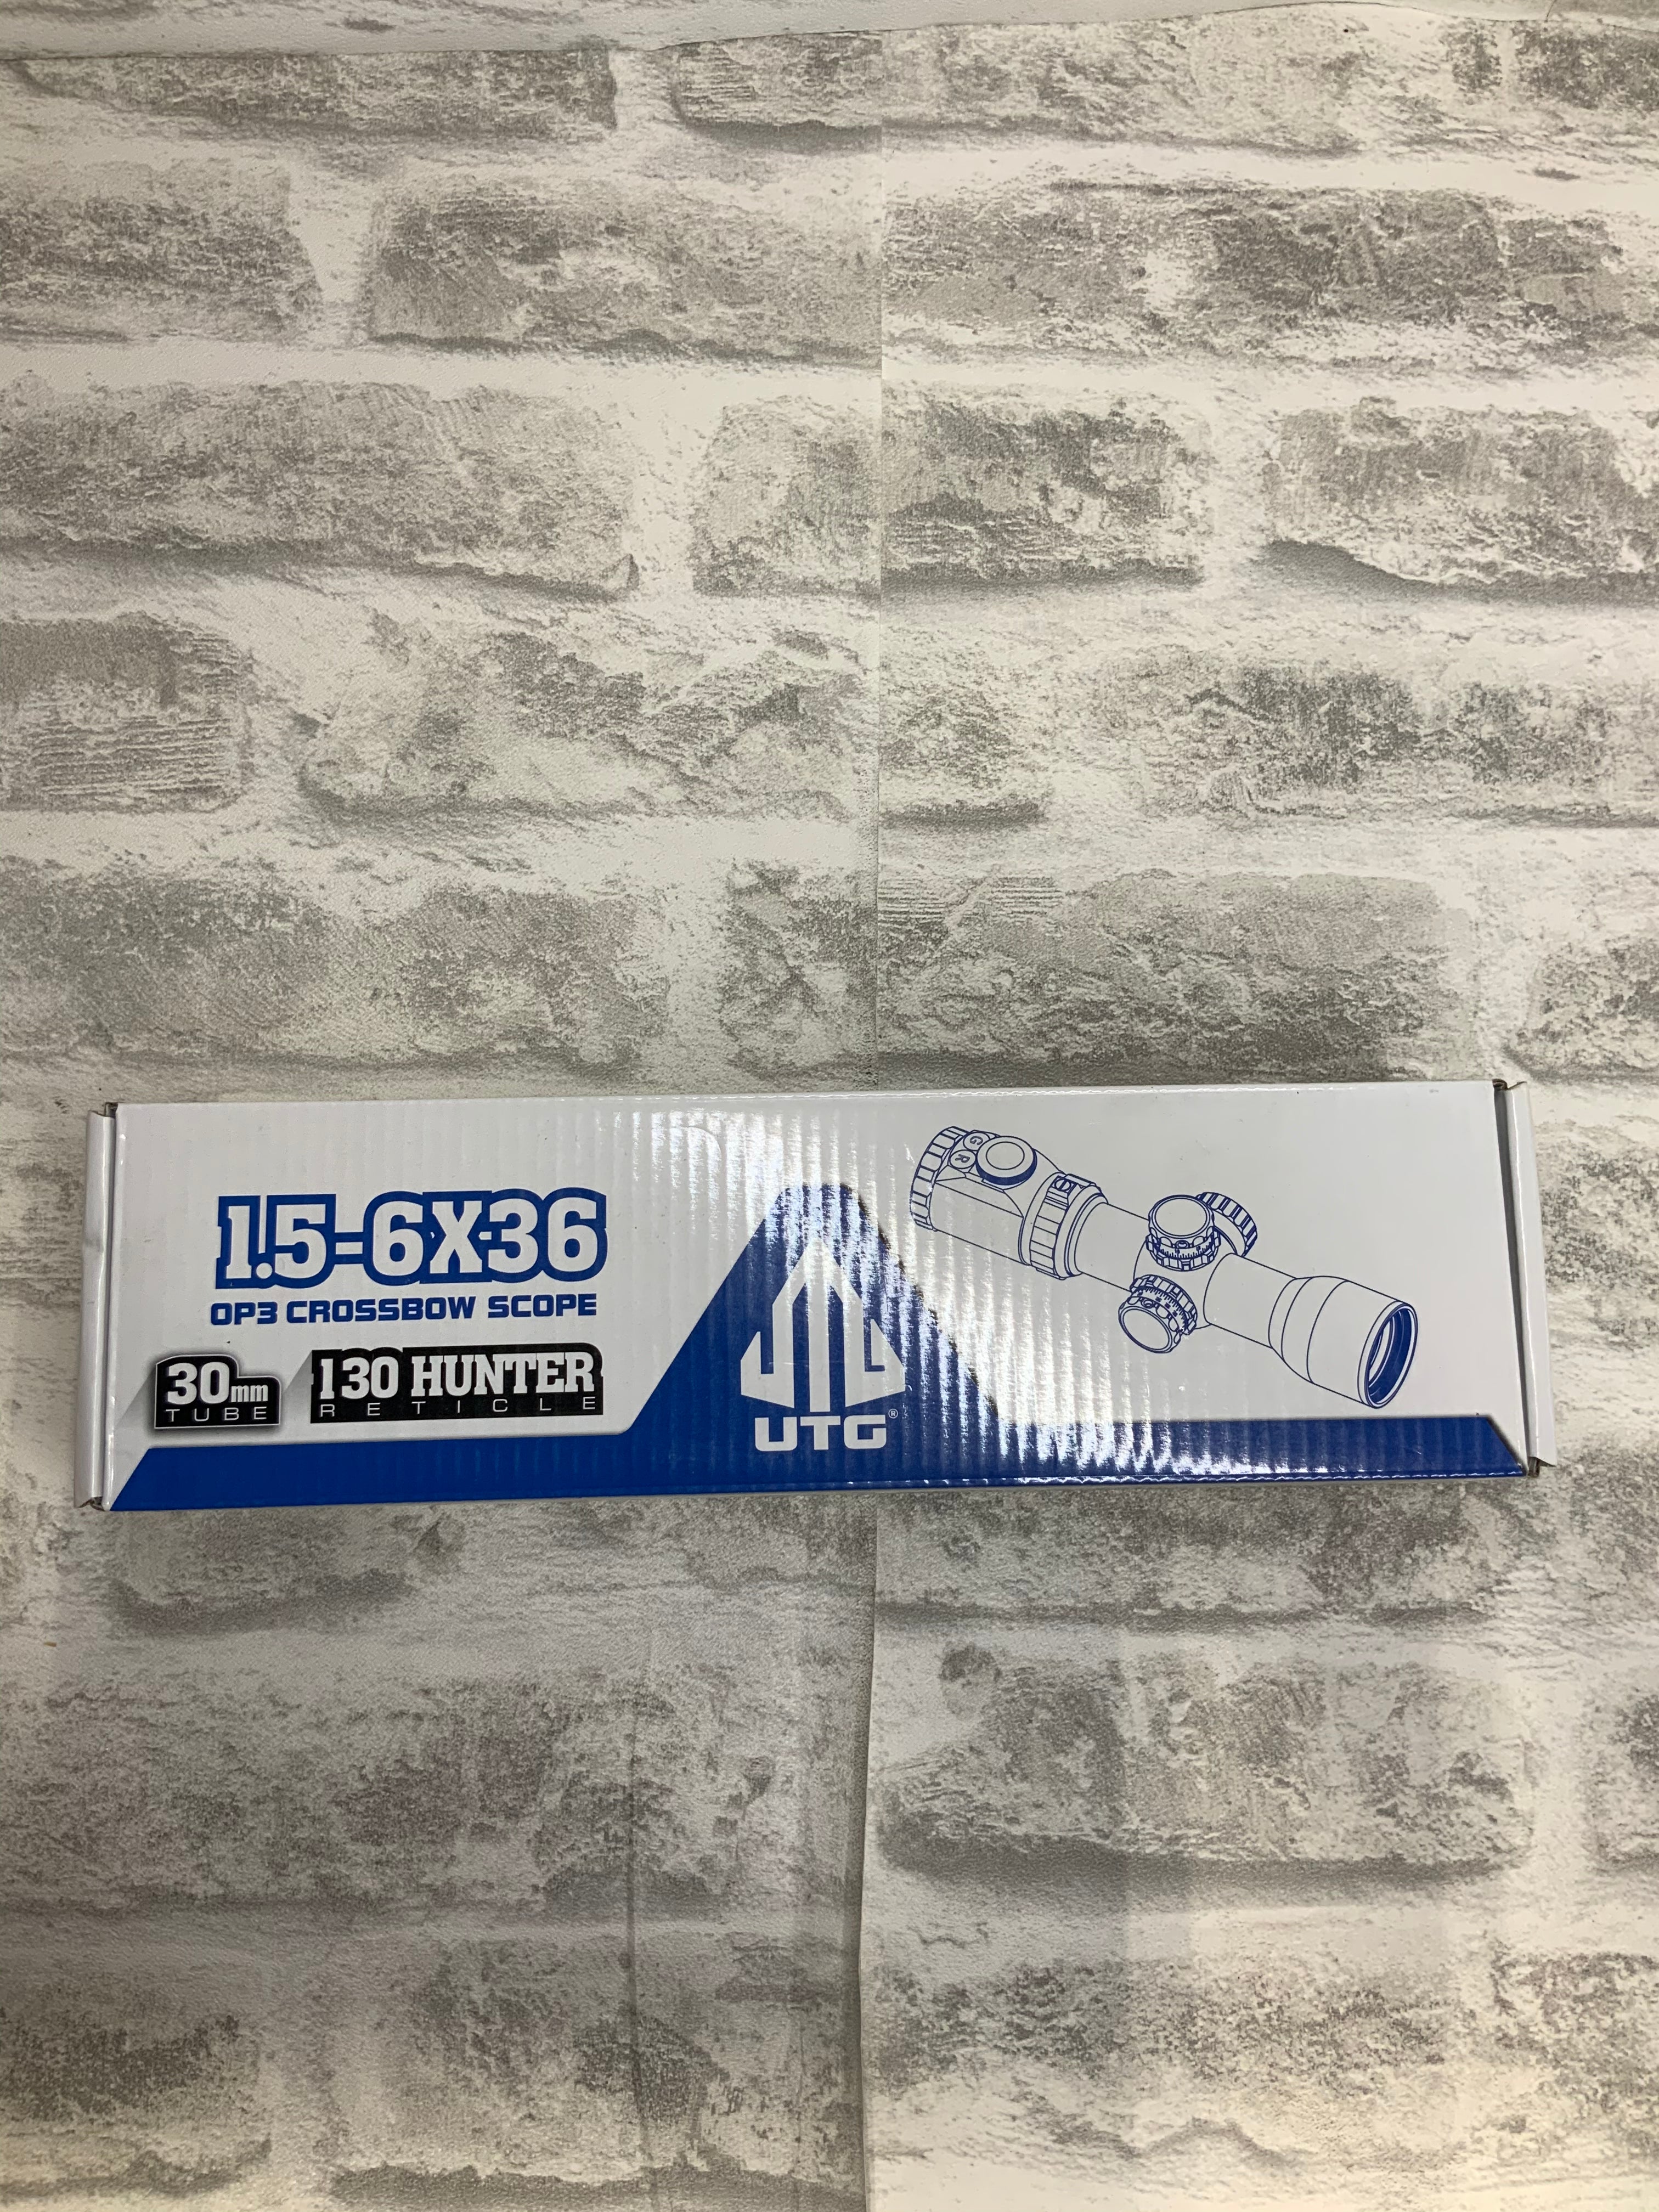 1.5-6X36
OP3 CROSSBOW SCOPE
30mm
TUBE
130 HUNTER
RETICLE
UTG®
G
R